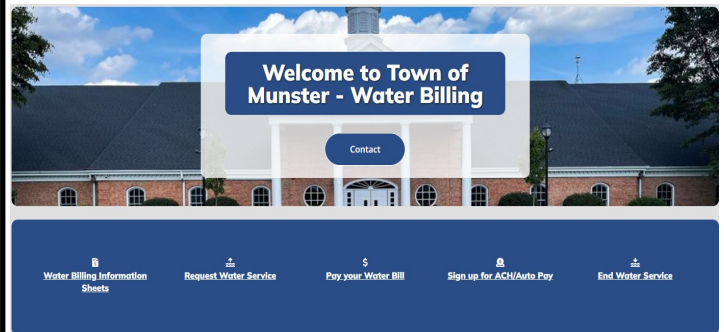 Welcome to Town of
Munster - Water Billing
Contact
$
Water Billing Information
Sheets
Request Water Service
Pay your Water Bill
Sign up for ACH/Auto Pay
End Water Service